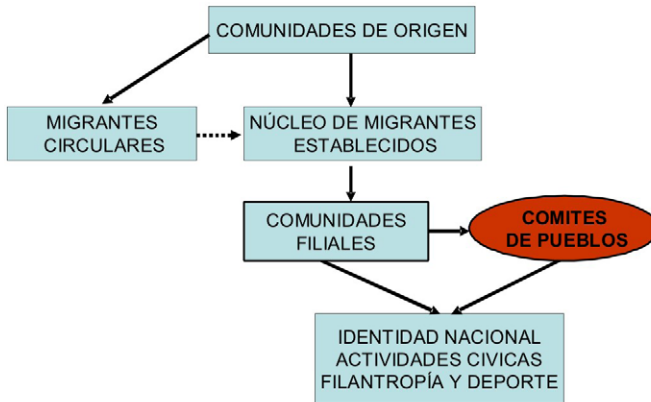 COMUNIDADES DE ORIGEN
MIGRANTES
CIRCULARES
NÚCLEO DE MIGRANTES
ESTABLECIDOS
COMUNIDADES
FILIALES
COMITES
DE PUEBLOS
IDENTIDAD NACIONAL
ACTIVIDADES CIVICAS
FILANTROPÍA Y DEPORTE